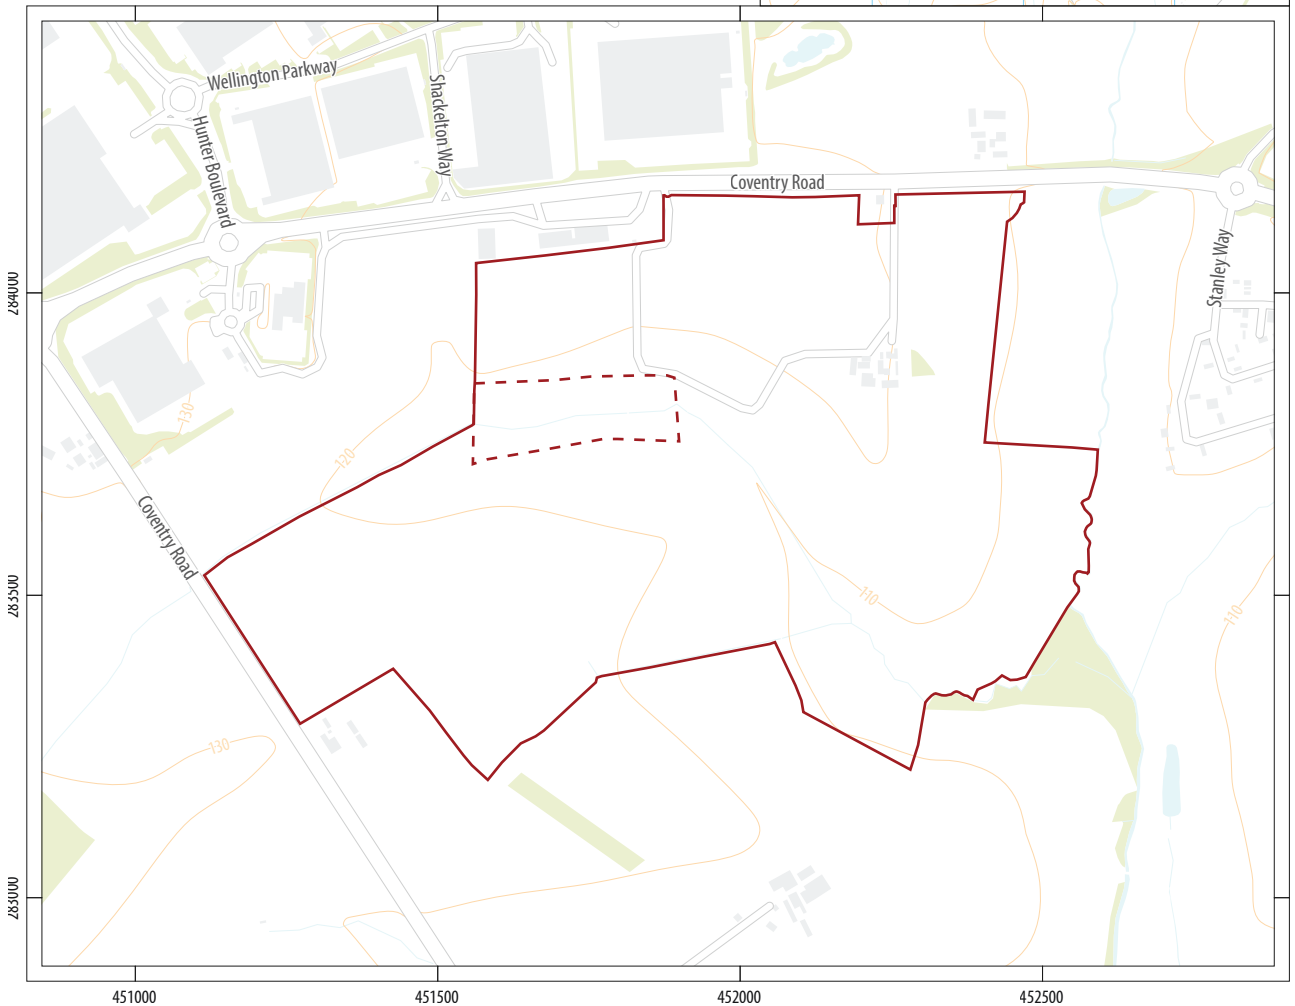 Wellington Parkway
Shackelton Way
Hunter Boulevard
Coventry Road
Stanley Way
284000
130
120
Coventry Road
110
283500
110
130
283000
451000
451500
452000
452500